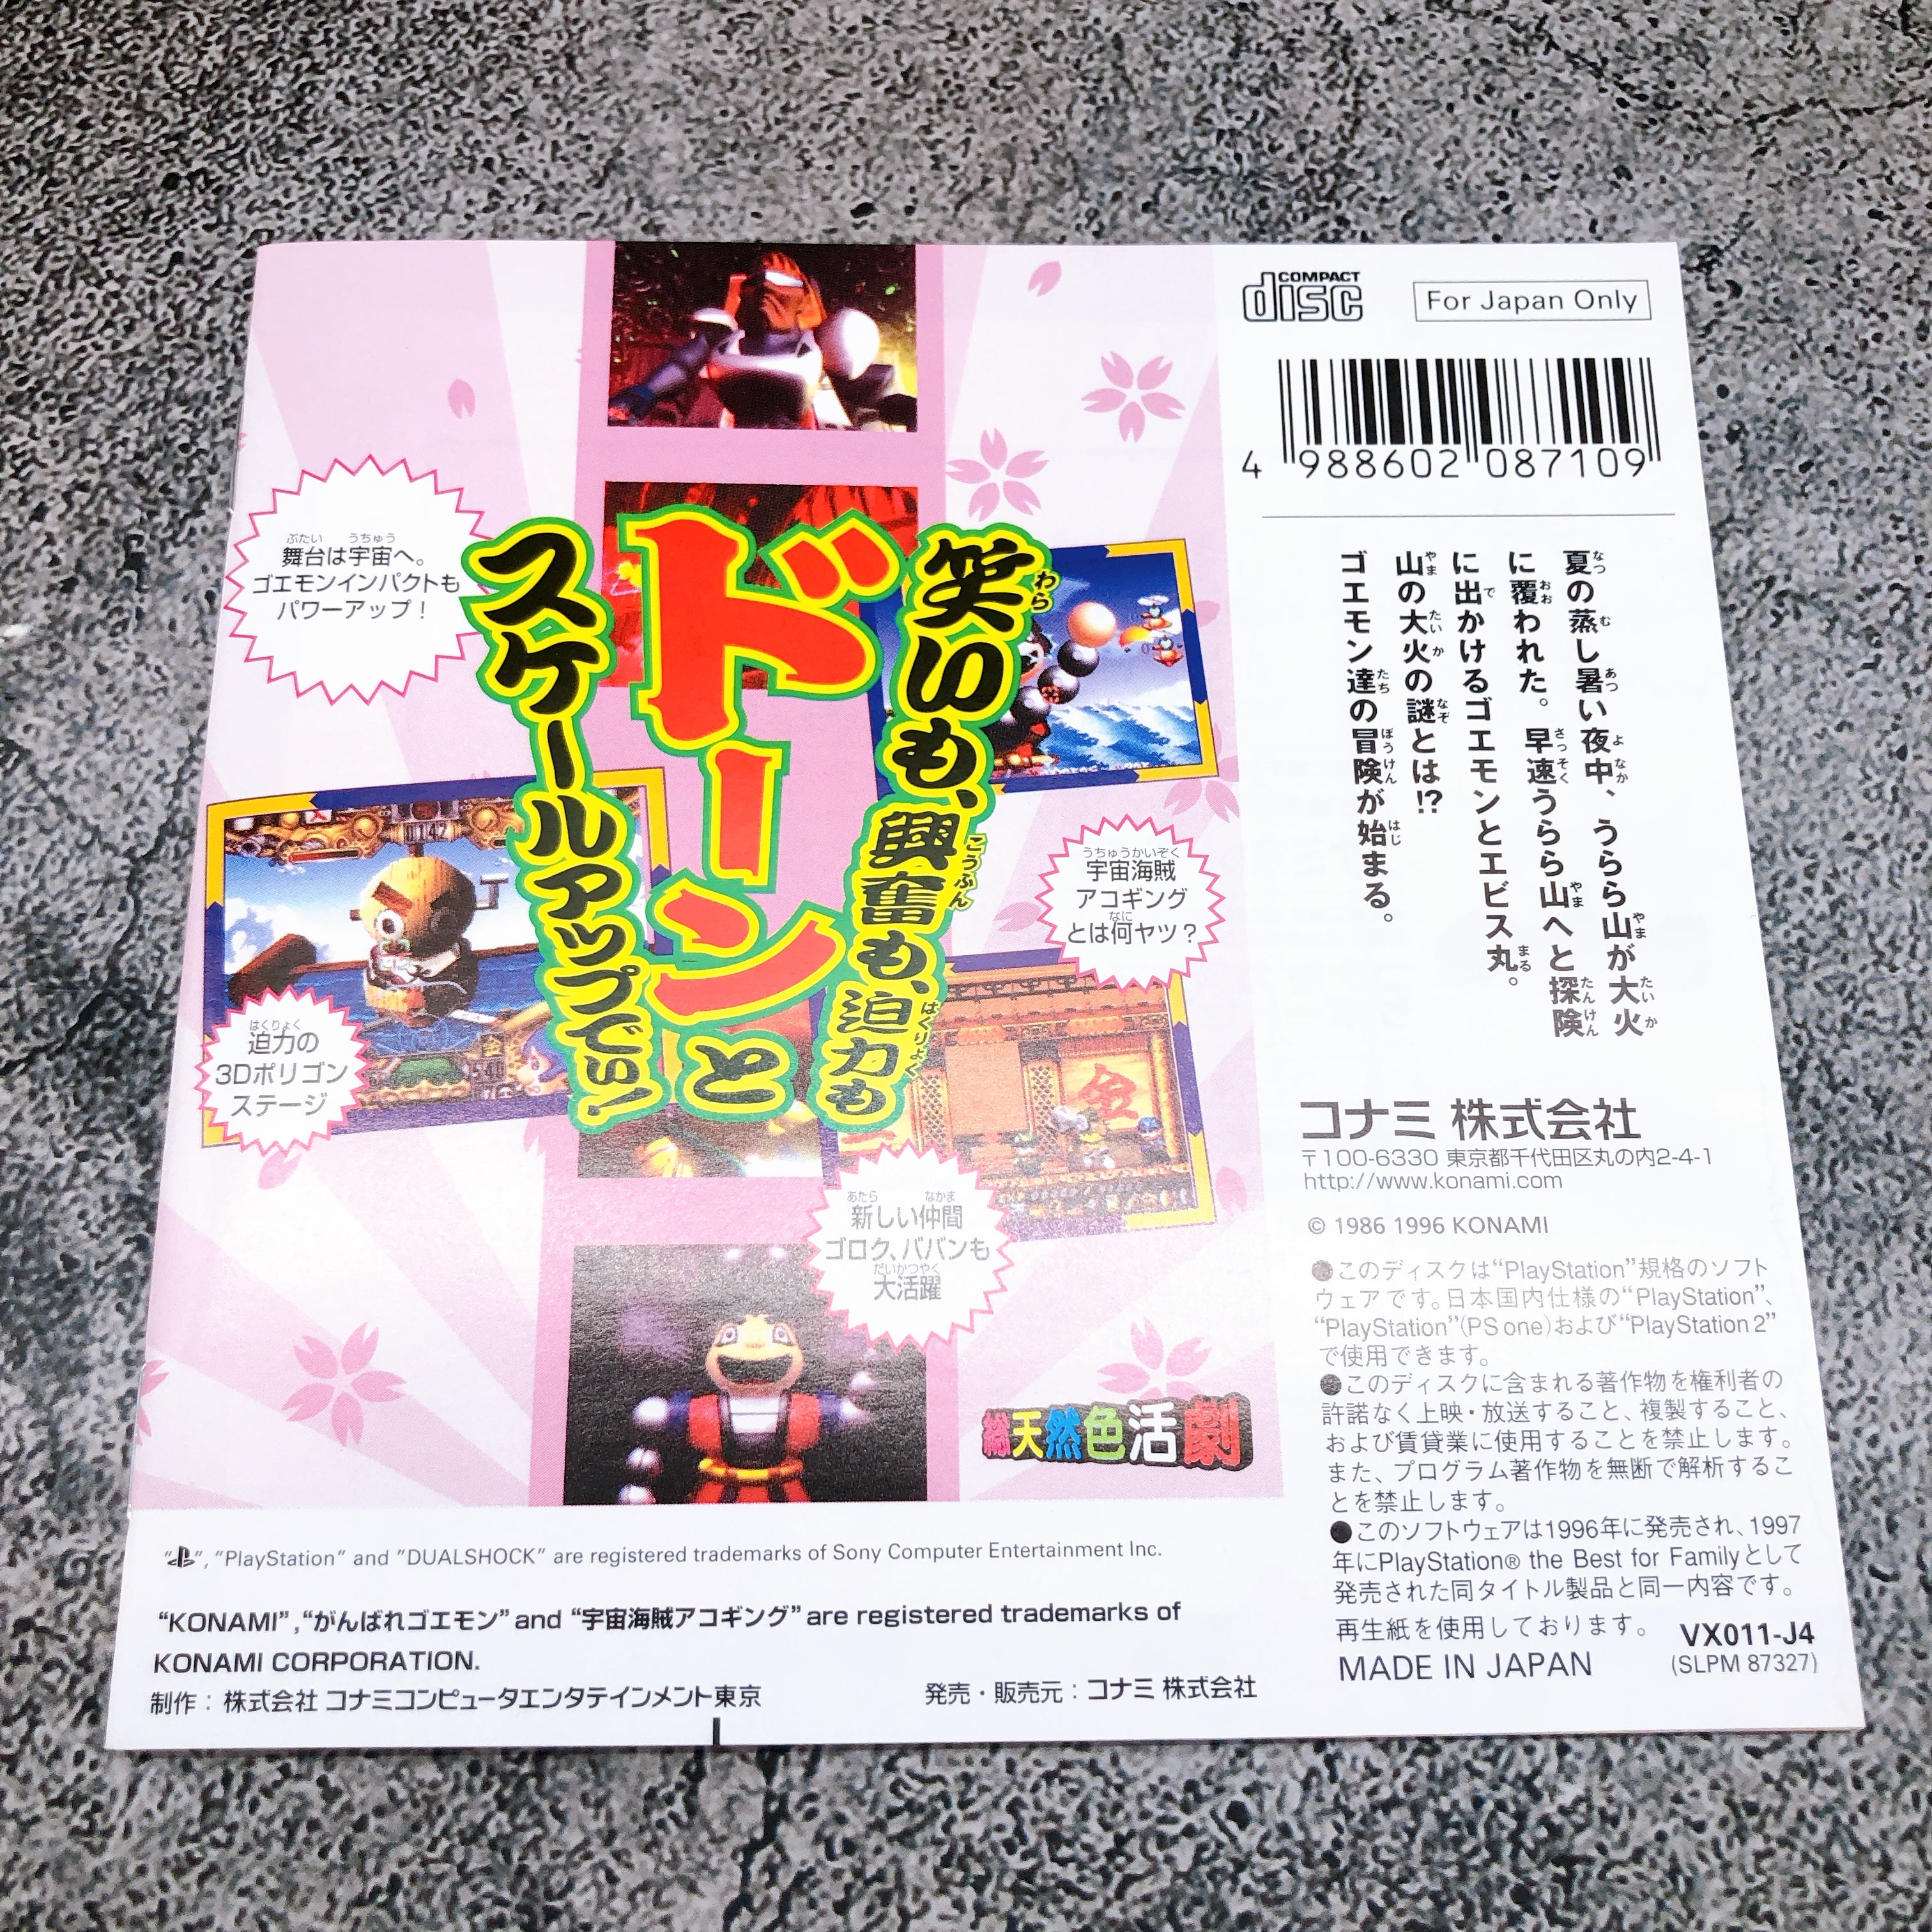 COMPACT
disc
For Japan Only
4 988602 087109
夏の蒸し暑い夜中、うらら山が大火
に覆われた。早速うらら山へと探険
に出かけるゴエモンとエビス丸。
山の大火の謎とは!?
ゴエモン達の冒険が始まる。
笑いも、興奮も、迫力も
ドーンと
スケールアップでい!
舞台は宇宙へ。
ゴエモンインパクトも
パワーアップ!
宇宙海賊
アコギング
とは何ヤツ?
迫力の
3Dポリゴン
ステージ
新しい仲間
ゴロク、ババンも
大活躍
総天然色活劇
コナミ 株式会社
〒100-6330 東京都千代田区丸の内2-4-1
http://www.konami.com
© 1986 1996 KONAMI
●このディスクは“PlayStation”規格のソフト
ウェアです。日本国内仕様の“PlayStation”、
“PlayStation”(PS one)および“PlayStation 2”
で使用できます。
●このディスクに含まれる著作物を権利者の
許諾なく上映・放送すること、複製すること、
および賃貸業に使用することを禁止します。
また、プログラム著作物を無断で解析するこ
とを禁止します。
●このソフトウェアは1996年に発売され、1997
年にPlayStation® the Best for Familyとして
発売された同タイトル製品と同一内容です。
再生紙を使用しております。
VX011-J4
MADE IN JAPAN
(SLPM 87327)
“ ”, “PlayStation” and “DUALSHOCK” are registered trademarks of Sony Computer Entertainment Inc.
“KONAMI”, “がんばれゴエモン” and “宇宙海賊アコギング” are registered trademarks of
KONAMI CORPORATION.
制作：株式会社 コナミコンピュータエンタテインメント東京
発売・販売元：コナミ 株式会社